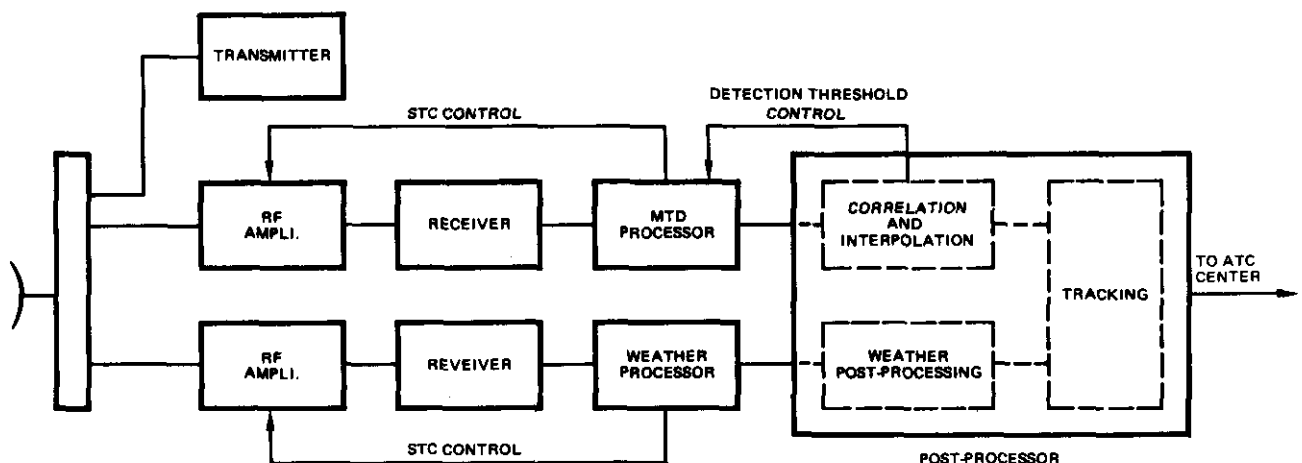 TRANSMITTER
STC CONTROL
DETECTION THRESHOLD
CONTROL
RF
AMPLI.
RECEIVER
MTD
PROCESSOR
CORRELATION
AND
INTERPOLATION
TRACKING
TO ATC
CENTER
RF
AMPLI.
REVEIVER
WEATHER
PROCESSOR
WEATHER
POST-PROCESSING
STC CONTROL
POST-PROCESSOR